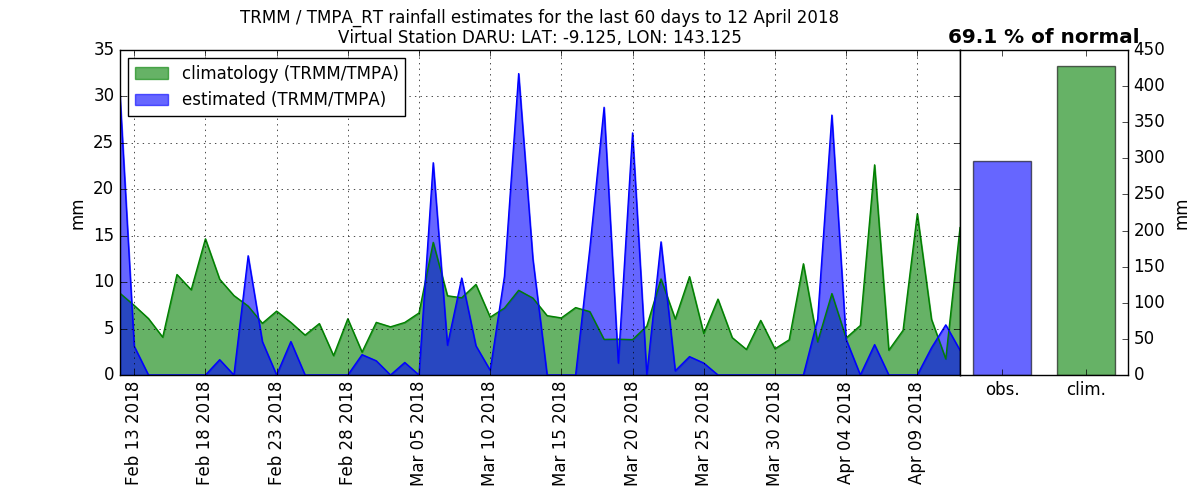 TRMM / TMPA_RT rainfall estimates for the last 60 days to 12 April 2018
Virtual Station DARU: LAT: -9.125, LON: 143.125
69.1 % of normal
climatology (TRMM/TMPA)
estimated (TRMM/TMPA)
35
30
25
20
15
10
5
0
mm
Feb 13 2018
Feb 18 2018
Feb 23 2018
Feb 28 2018
Mar 05 2018
Mar 10 2018
Mar 15 2018
Mar 20 2018
Mar 25 2018
Mar 30 2018
Apr 04 2018
Apr 09 2018
450
400
350
300
250
200
150
100
50
0
mm
obs.
clim.